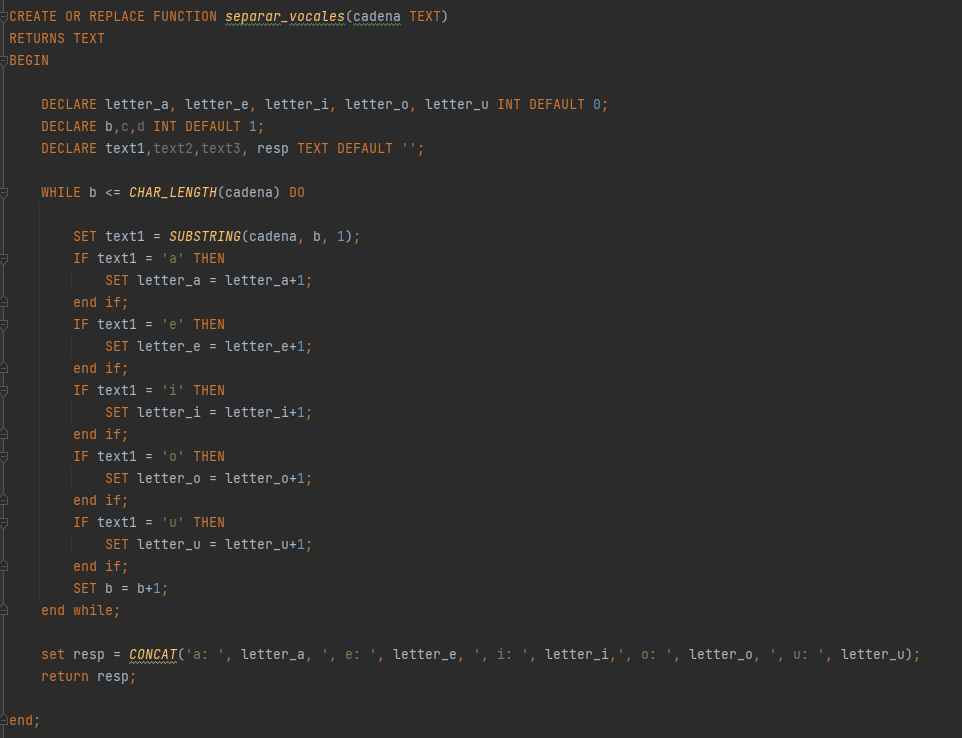 CREATE OR REPLACE FUNCTION separar_vocales(cadena TEXT)
RETURNS TEXT
BEGIN
DECLARE letter_a, letter_e, letter_i, letter_o, letter_u INT DEFAULT 0;
DECLARE b,c,d INT DEFAULT 1;
DECLARE text1,text2,text3, resp TEXT DEFAULT '';
WHILE b <= CHAR_LENGTH(cadena) DO
SET text1 = SUBSTRING(cadena, b, 1);
IF text1 = 'a' THEN
SET letter_a = letter_a+1;
end if;
IF text1 = 'e' THEN
SET letter_e = letter_e+1;
end if;
IF text1 = 'i' THEN
SET letter_i = letter_i+1;
end if;
IF text1 = 'o' THEN
SET letter_o = letter_o+1;
end if;
IF text1 = 'u' THEN
SET letter_u = letter_u+1;
end if;
SET b = b+1;
end while;
set resp = CONCAT('a: ', letter_a, ', e: ', letter_e, ', i: ', letter_i,', o: ', letter_o, ', u: ', letter_u);
return resp;
end;